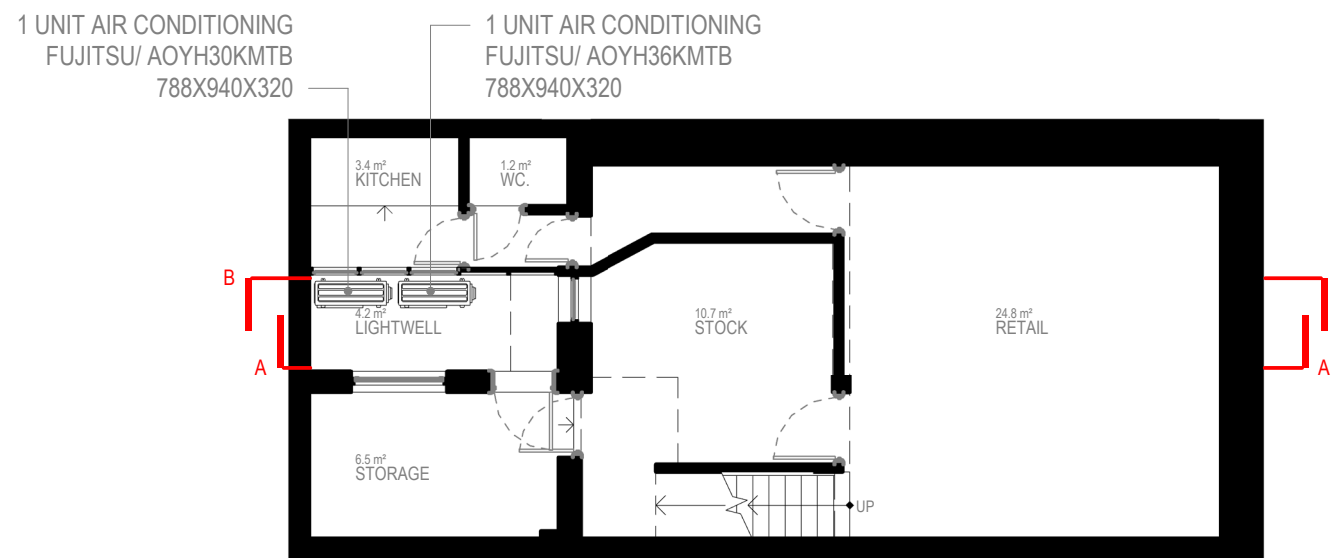 1 UNIT AIR CONDITIONING
FUJITSU/ AOYH30KMTB
788X940X320
1 UNIT AIR CONDITIONING
FUJITSU/ AOYH36KMTB
788X940X320
3.4 m²
KITCHEN
1.2 m²
WC.
B
4.2 m²
LIGHTWELL
10.7 m²
STOCK
24.8 m²
RETAIL
A
A
6.5 m²
STORAGE
UP